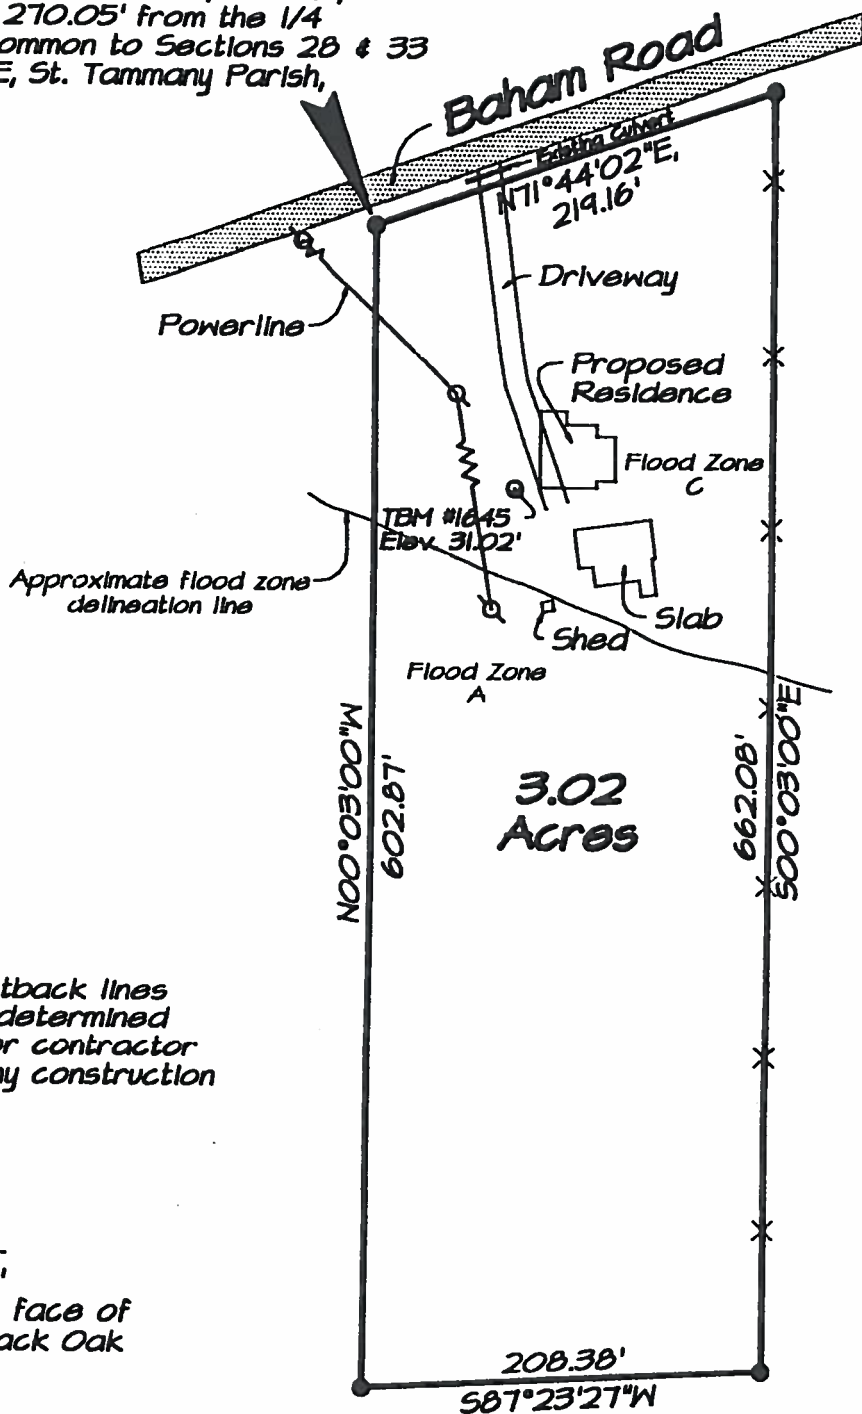 270.05' from the 1/4
ommon to Sections 28 & 33
E, St. Tammany Parish,
Baham Road
Existing Culvert
N71°44'02"E,
219.16'
Driveway
Powerline
Proposed
Residence
Flood Zone
C
TBM #1645
Elev. 31.02'
Approximate flood zone
delineation line
Slab
Shed
Flood Zone
A
N00°03'00"W
602.87'
3.02
Acres
662.08'
S00°03'00"E
tback lines
determined
or contractor
ny construction
face of
ack Oak
208.38'
S87°23'27"W